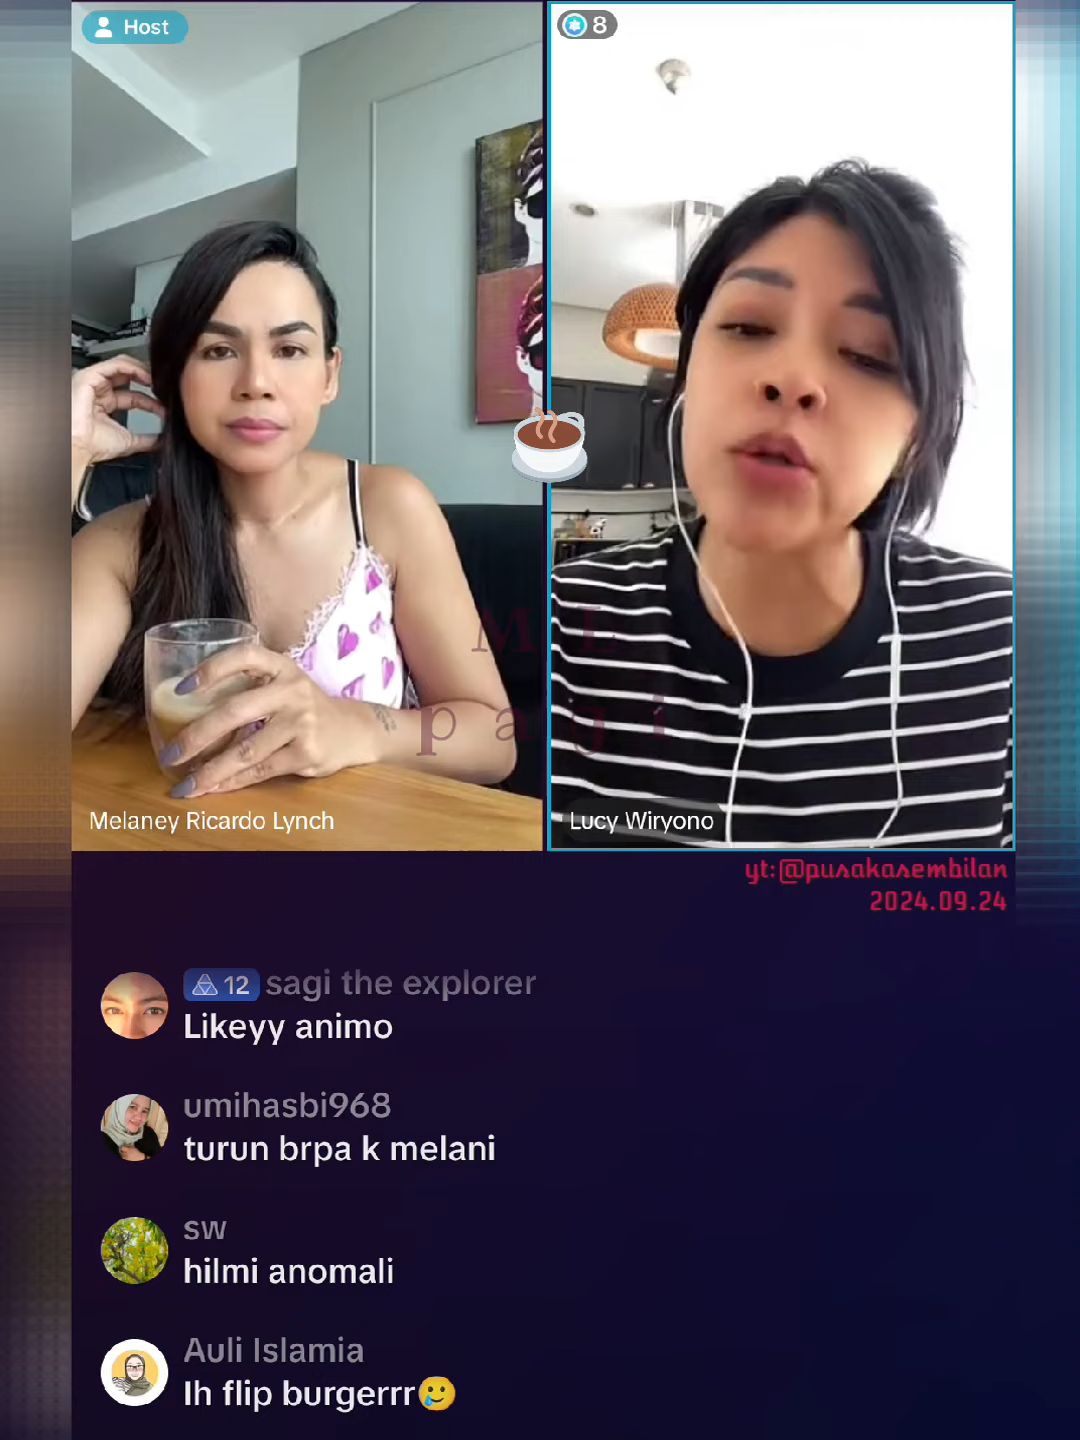 Host
8
M L
pagi
Melaney Ricardo Lynch
Lucy Wiryono
yt:@pusakasembilan
2024.09.24
12 sagi the explorer
Likeyy animo
umihasbi968
turun brpa k melani
sw
hilmi anomali
Auli Islamia
Ih flip burgerrr🥲